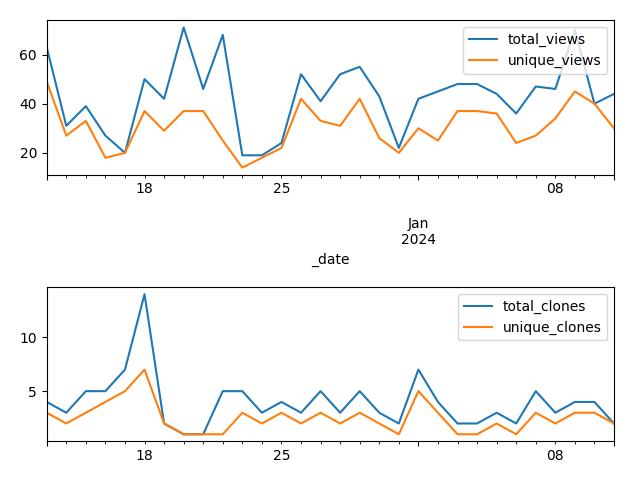 total_views
unique_views
60
40
20
18
25
08
Jan
2024
_date
total_clones
unique_clones
10
5
18
25
08